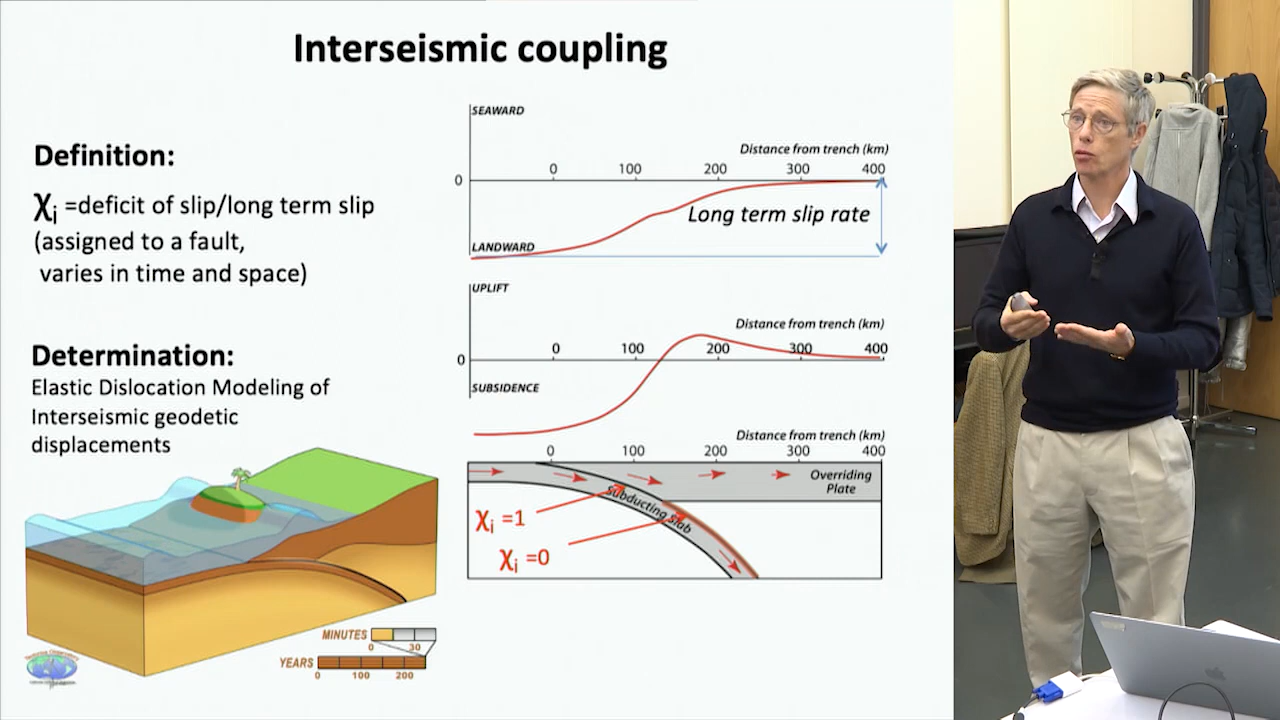 Interseismic coupling
Definition:
χi =deficit of slip/long term slip
(assigned to a fault,
varies in time and space)
Determination:
Elastic Dislocation Modeling of
Interseismic geodetic
displacements
SEAWARD
Distance from trench (km)
0 100 200 300 400
0
Long term slip rate
LANDWARD
UPLIFT
Distance from trench (km)
0 100 200 300 400
0
SUBSIDENCE
Distance from trench (km)
0 100 200 300 400
Overriding
Plate
Subducting slab
χi =1
χi =0
MINUTES
0 30
YEARS
0 100 200